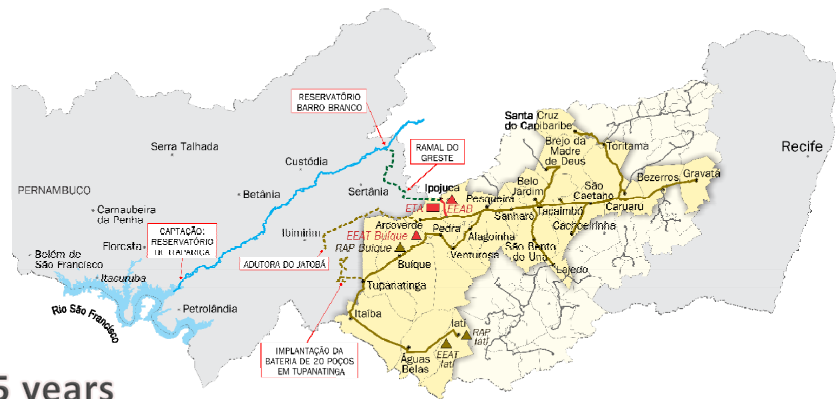 RESERVATÓRIO
BARRO BRANCO
Serra Talhada
Custódia
RAMAL DO
GRESTE
Santa Cruz
do Capibaribe
Brejo da
Madre
de Deus
Toritama
Recife
PERNAMBUCO
Betânia
Sertânia
Ipojuca
ETA
EEAB
Pesqueira
Belo
Jardim
São
Caetano
Bezerros
Gravatá
Carnaubeira
da Penha
CAPTAÇÃO:
RESERVATÓRIO
DE ITAPARICA
Ibimirim
Arcoverde
Sanharó
Tacaimbó
Caruaru
Floresta
EEAT Buíque
Pedra
Alagoinha
Cachoeirinha
RAP Buíque
São Bento
do Una
Belém de
São Francisco
ADUTORA DO JATOBÁ
Buíque
Venturosa
Lajedo
Itacuruba
Tupanatinga
Rio São Francisco
Petrolândia
Itaíba
Iati
RAP
Iati
IMPLANTAÇÃO DA
BATERIA DE 20 POÇOS
EM TUPANATINGA
Águas
Belas
EEAT
Iati
5 years